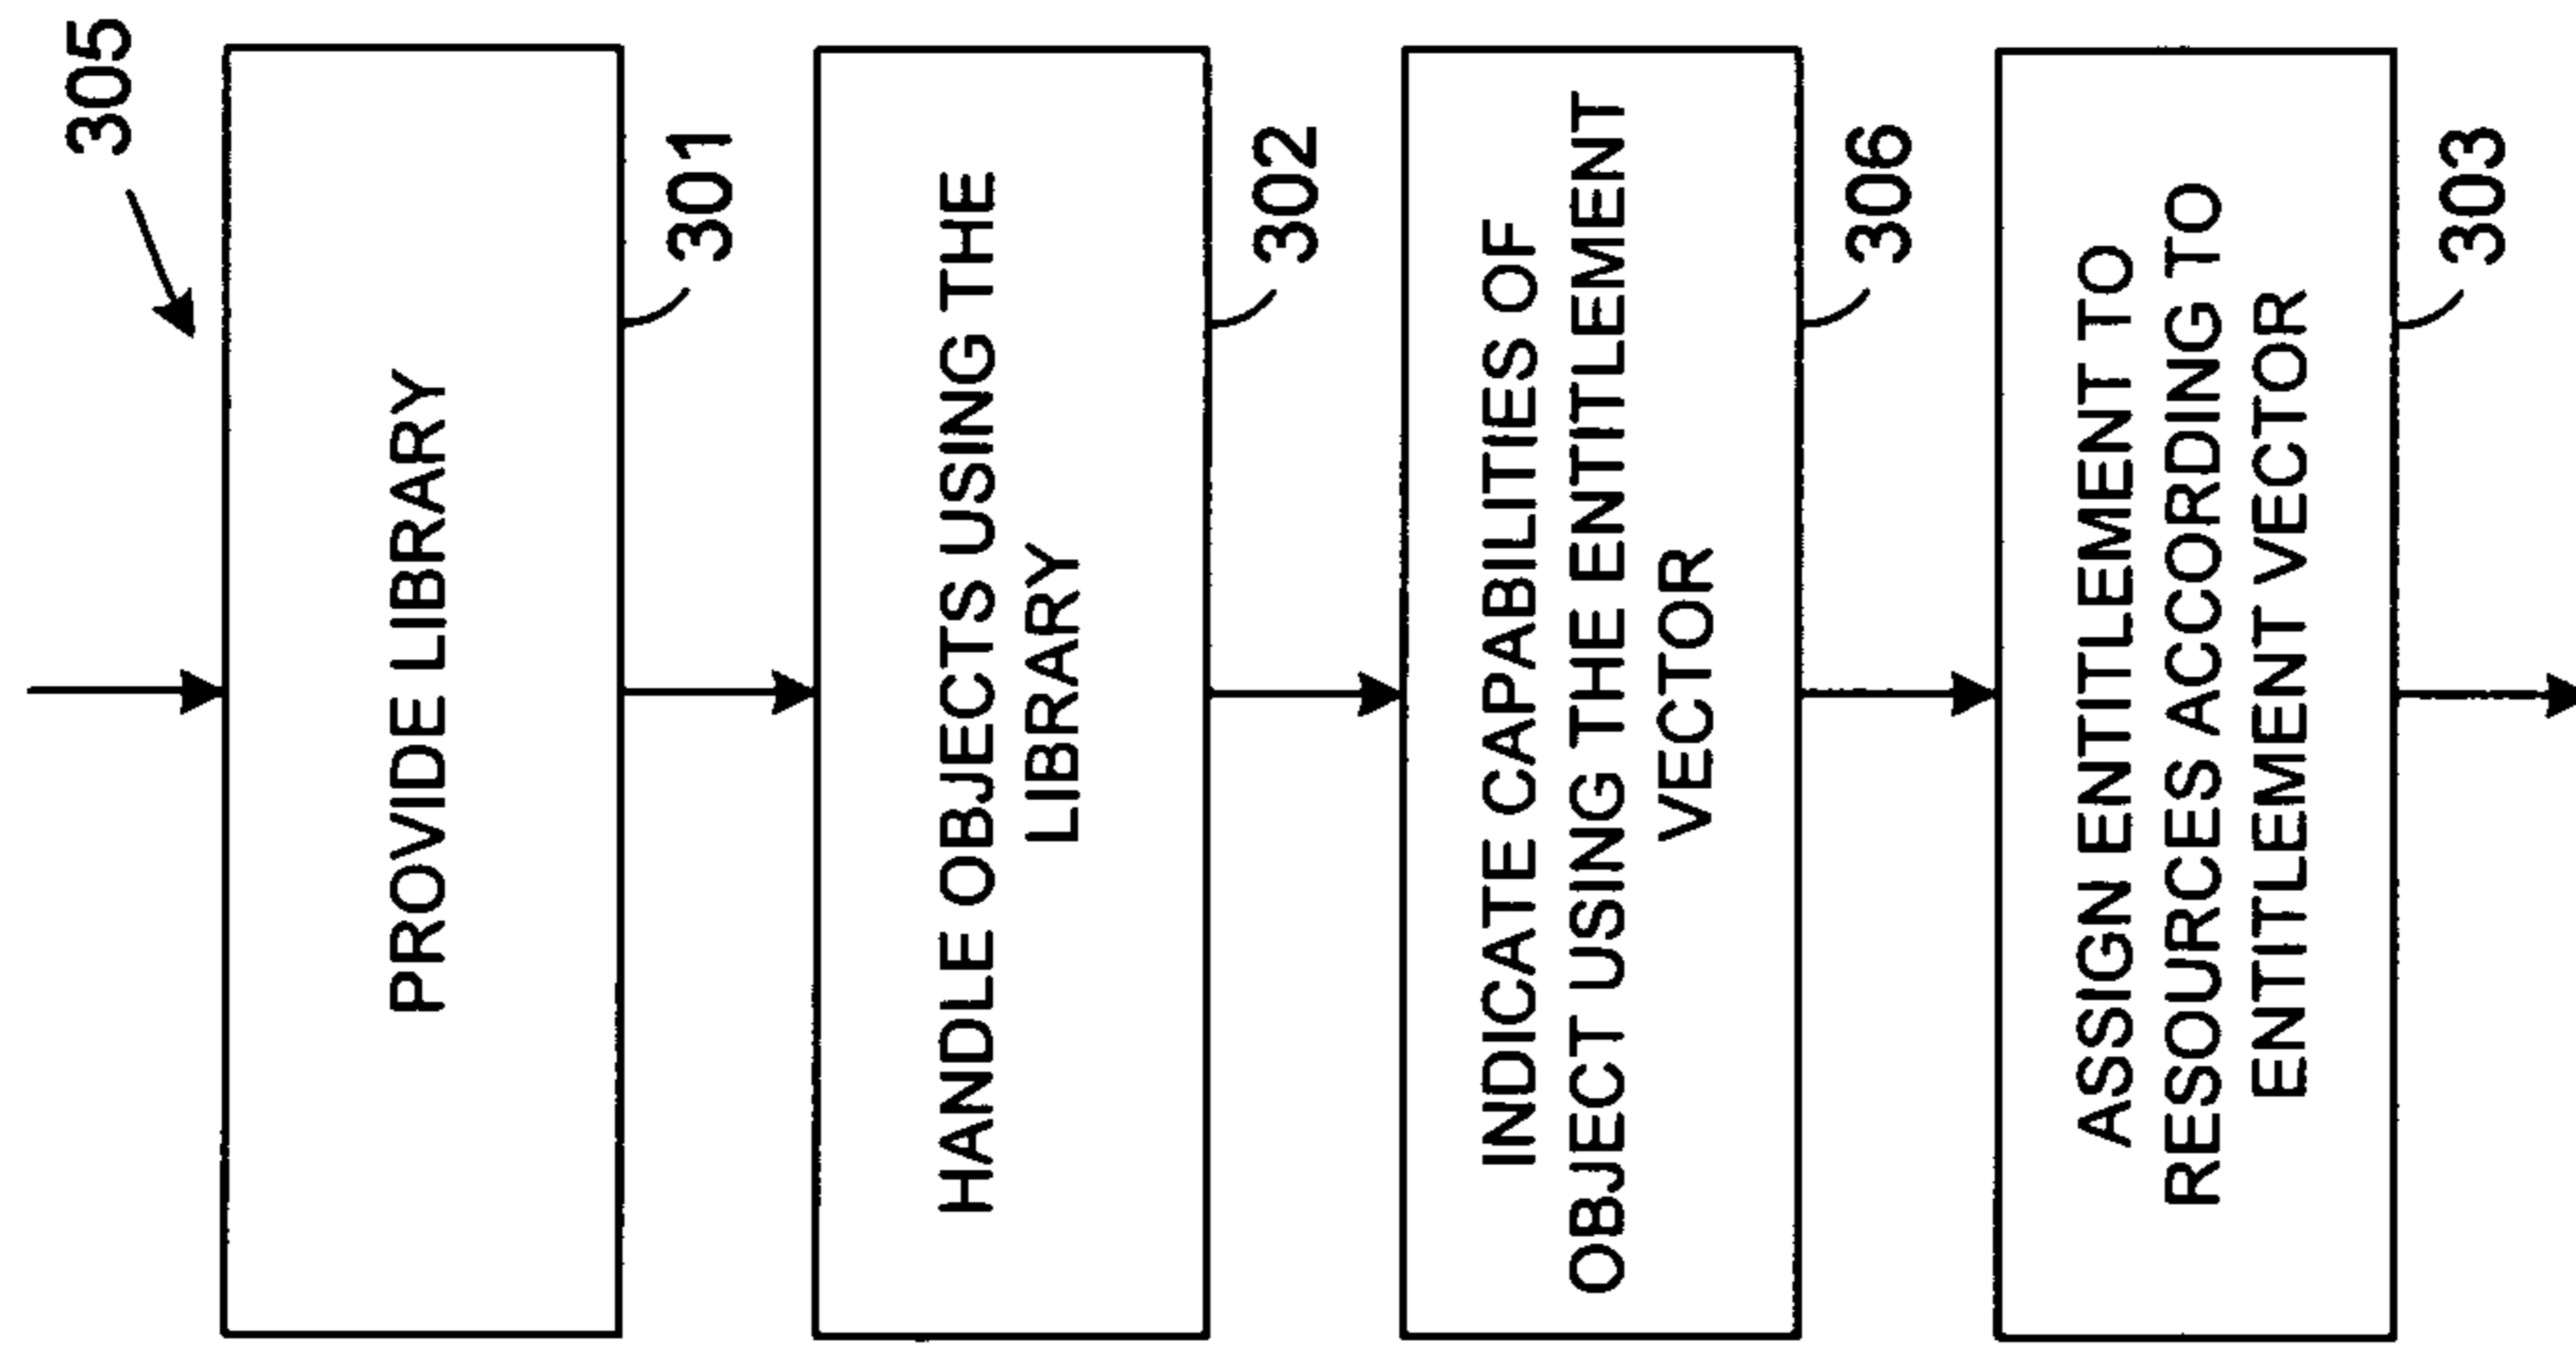 305
PROVIDE LIBRARY
301
HANDLE OBJECTS USING THE
LIBRARY
302
INDICATE CAPABILITIES OF
OBJECT USING THE ENTITLEMENT
VECTOR
306
ASSIGN ENTITLEMENT TO
RESOURCES ACCORDING TO
ENTITLEMENT VECTOR
303